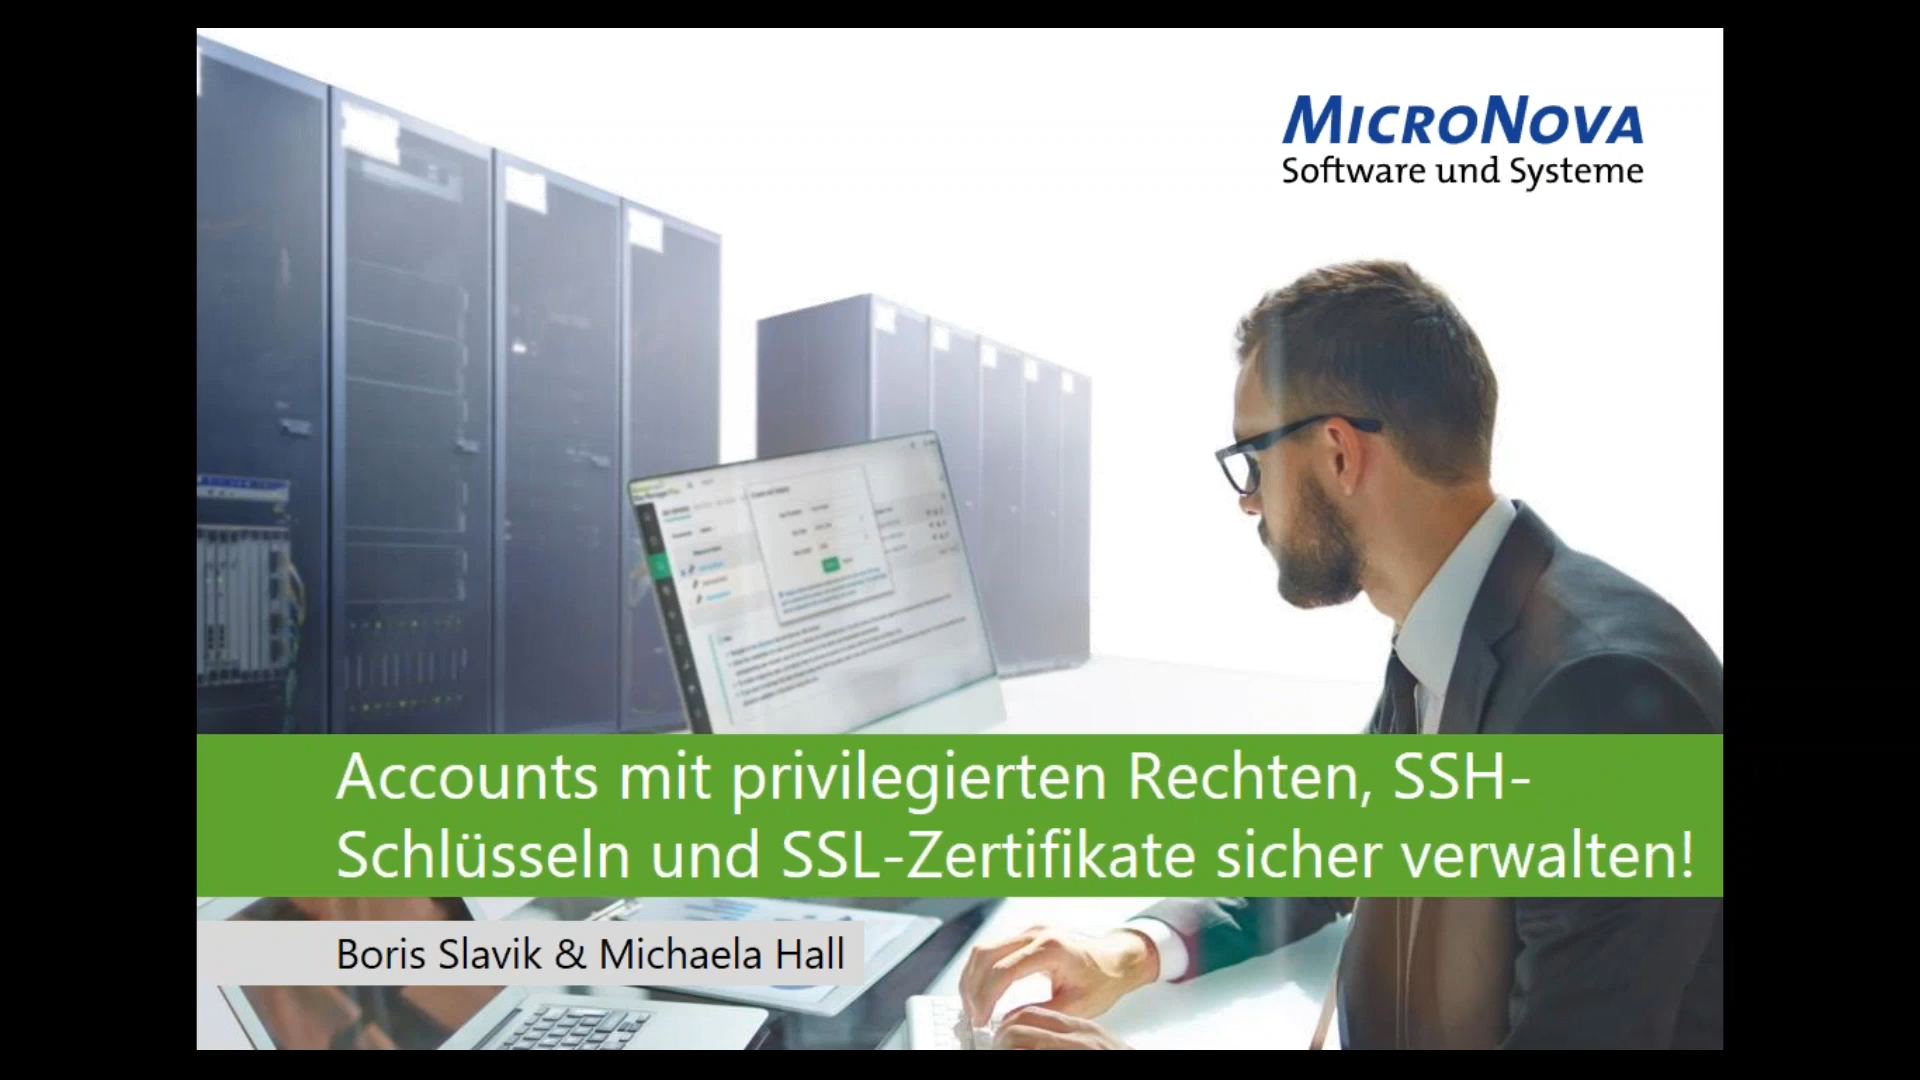 MICRONOVA
Software und Systeme
Accounts mit privilegierten Rechten, SSH-
Schlüsseln und SSL-Zertifikate sicher verwalten!
Boris Slavik & Michaela Hall